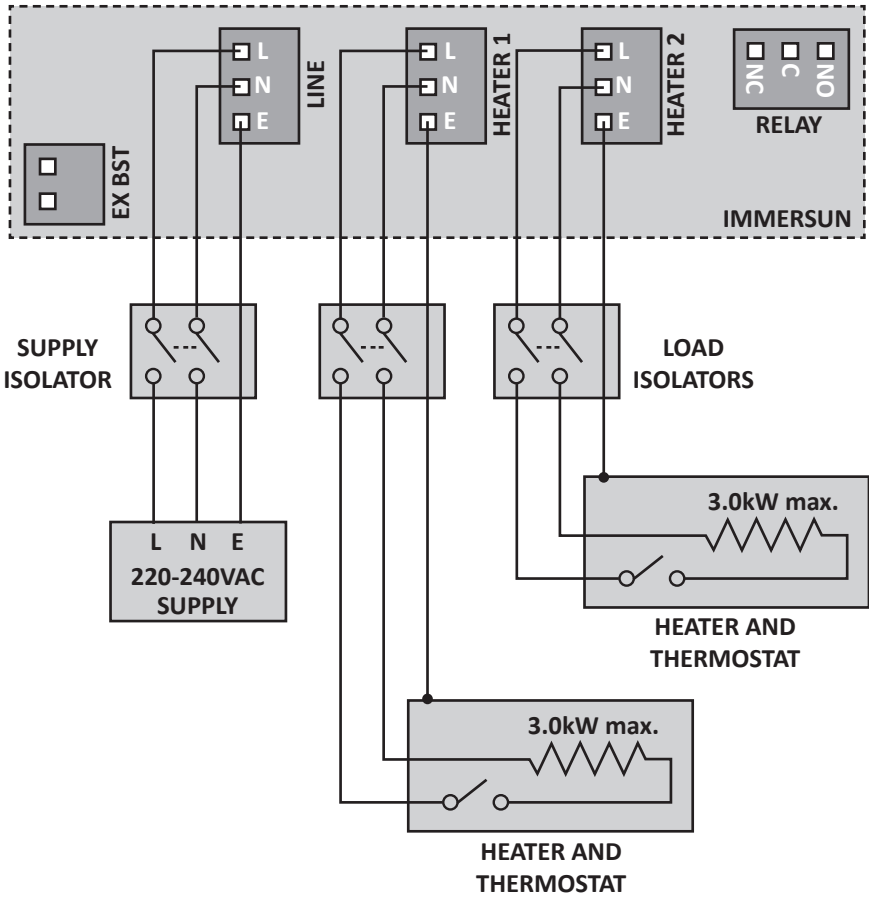 L
N
E
LINE
L
N
E
HEATER 1
L
N
E
HEATER 2
NC
C
NO
RELAY
EX BST
IMMERSUN
SUPPLY
ISOLATOR
LOAD
ISOLATORS
L N E
220-240VAC
SUPPLY
3.0kW max.
HEATER AND
THERMOSTAT
3.0kW max.
HEATER AND
THERMOSTAT